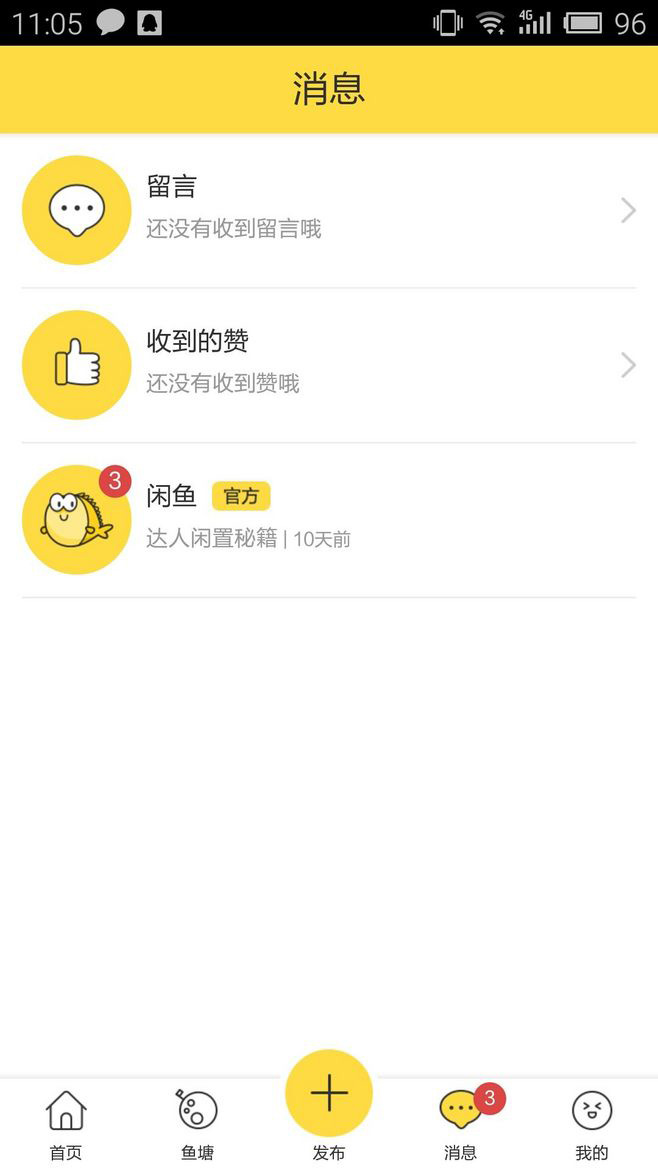 11:05
4G
96
消息
留言
还没有收到留言哦
收到的赞
还没有收到赞哦
3
闲鱼 官方
达人闲置秘籍 | 10天前
3
首页
鱼塘
发布
消息
我的